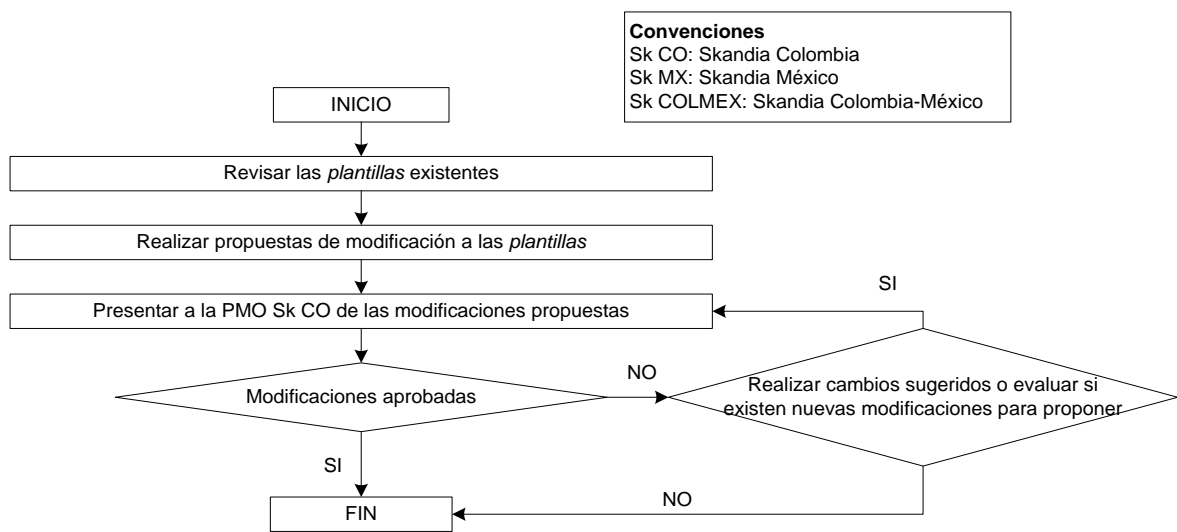 Convenciones
Sk CO: Skandia Colombia
Sk MX: Skandia México
Sk COLMEX: Skandia Colombia-México
INICIO
Revisar las plantillas existentes
Realizar propuestas de modificación a las plantillas
Presentar a la PMO Sk CO de las modificaciones propuestas
SI
Modificaciones aprobadas
NO
Realizar cambios sugeridos o evaluar si
existen nuevas modificaciones para proponer
SI
NO
FIN